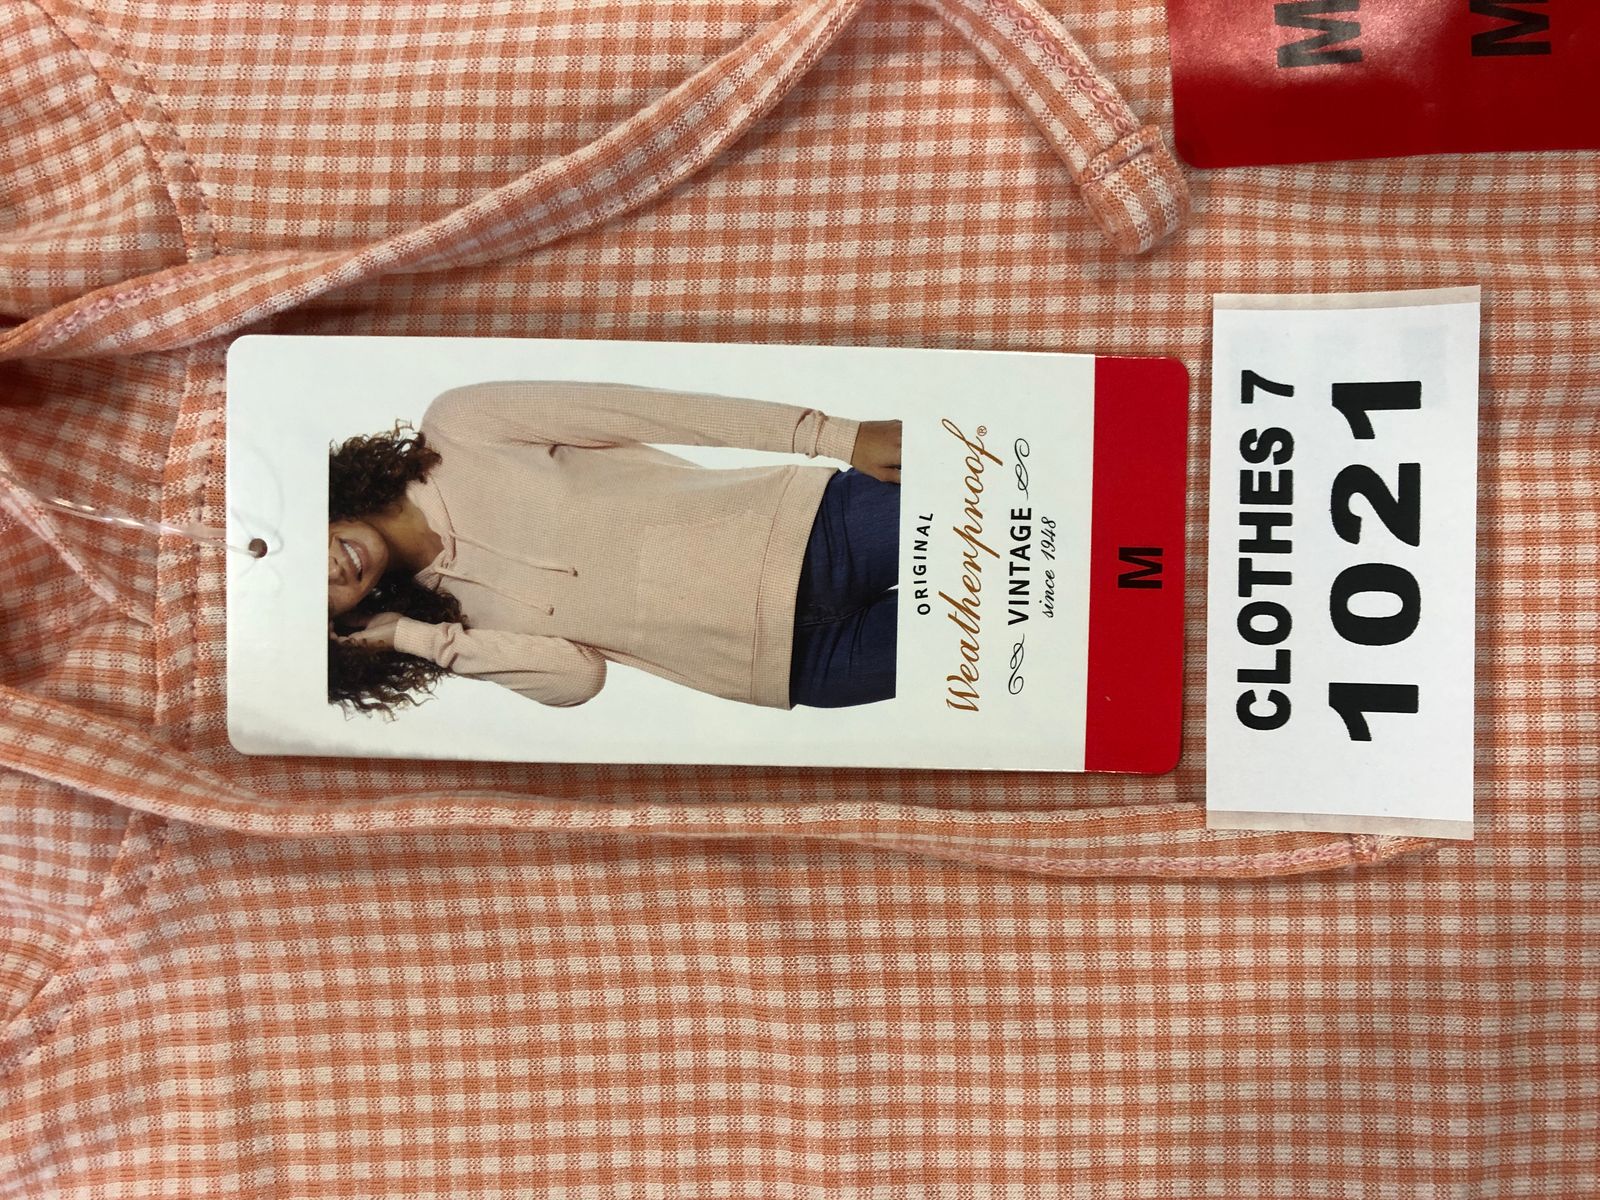 ORIGINAL
Weatherproof®
VINTAGE
since 1948
M
CLOTHES 7
1021
M
M